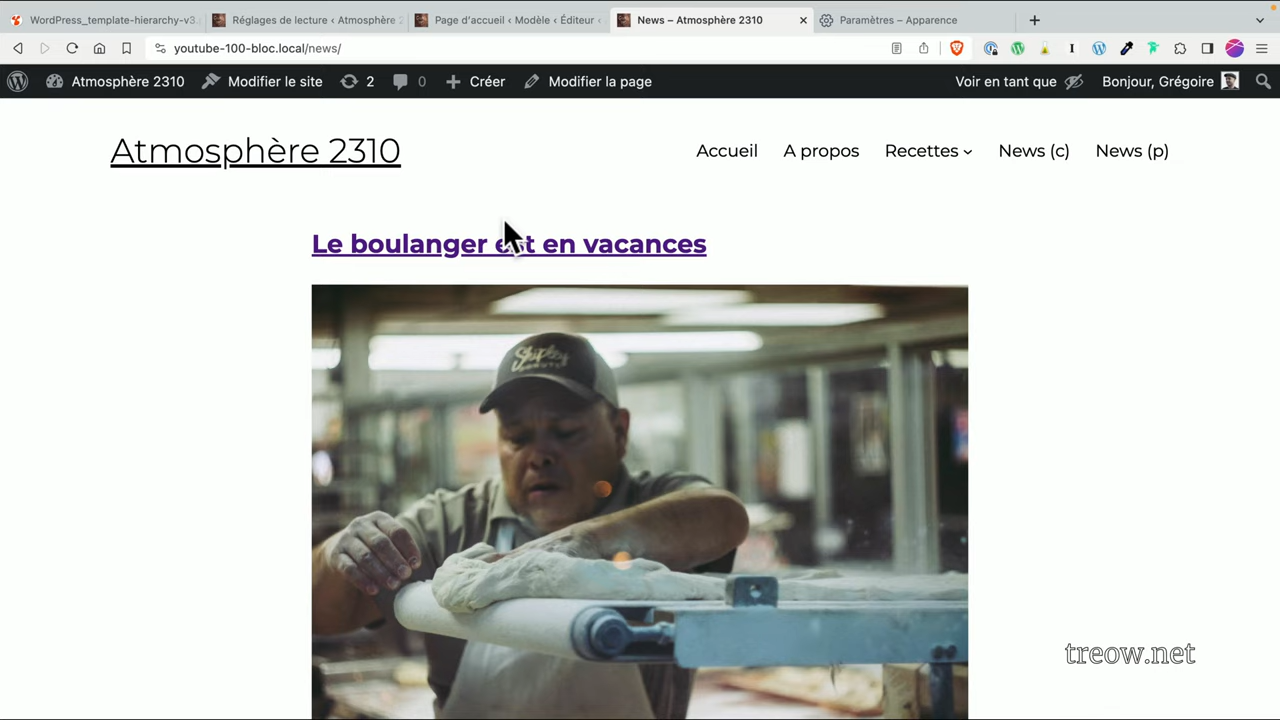 WordPress_template-hierarchy-v3.
Réglages de lecture ‹ Atmosphère 2
Page d'accueil ‹ Modèle ‹ Éditeur ‹
News – Atmosphère 2310
Paramètres – Apparence
youtube-100-bloc.local/news/
Atmosphère 2310
Modifier le site
2
0
Créer
Modifier la page
Voir en tant que
Bonjour, Grégoire
Atmosphère 2310
Accueil
A propos
Recettes
News (c)
News (p)
Le boulanger est en vacances
Shipley
treow.net